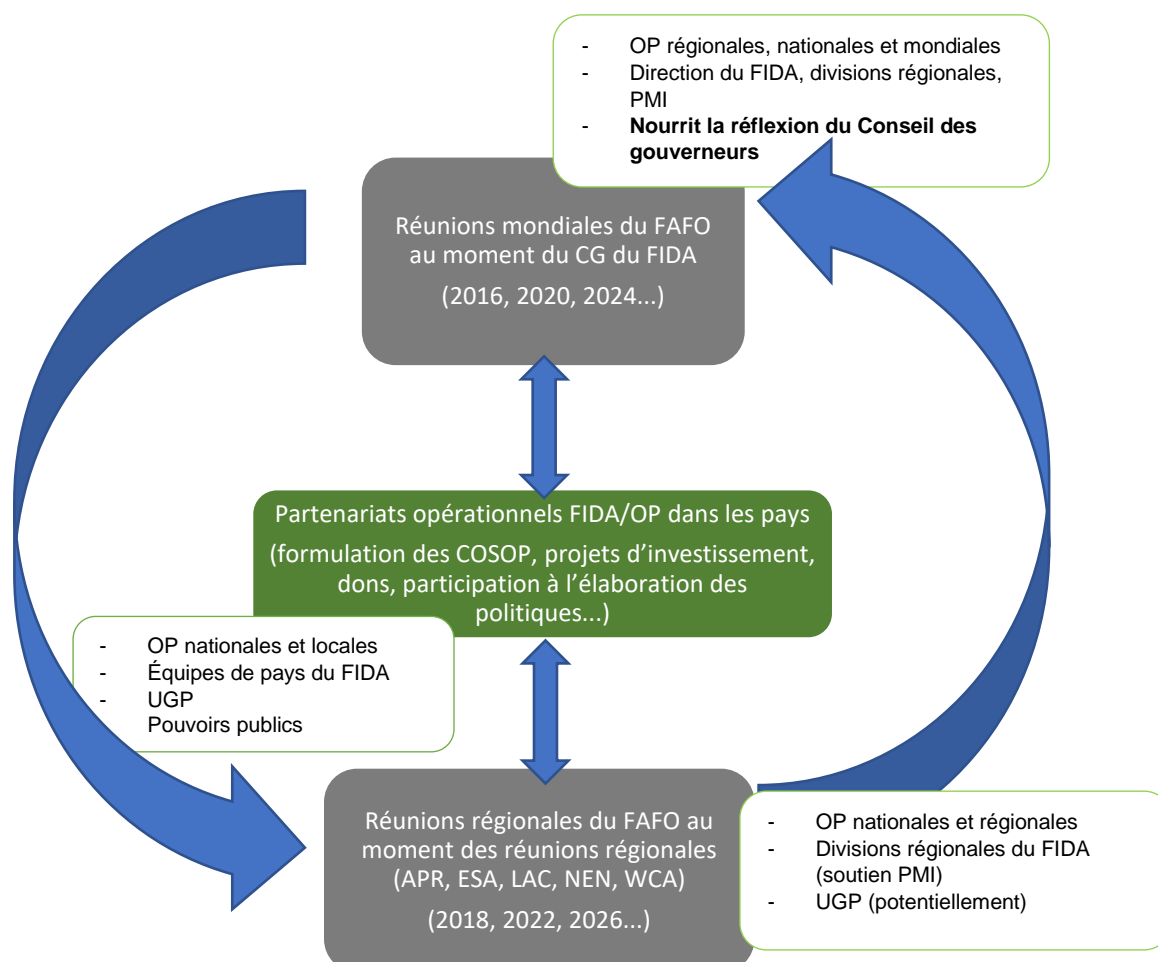 - OP régionales, nationales et mondiales
- Direction du FIDA, divisions régionales,
PMI
- Nourrit la réflexion du Conseil des
gouverneurs
Réunions mondiales du FAFO
au moment du CG du FIDA
(2016, 2020, 2024...)
Partenariats opérationnels FIDA/OP dans les pays
(formulation des COSOP, projets d’investissement,
dons, participation à l’élaboration des
politiques...)
- OP nationales et locales
- Équipes de pays du FIDA
- UGP
Pouvoirs publics
Réunions régionales du FAFO au
moment des réunions régionales
(APR, ESA, LAC, NEN, WCA)
(2018, 2022, 2026...)
- OP nationales et régionales
- Divisions régionales du FIDA
(soutien PMI)
- UGP (potentiellement)